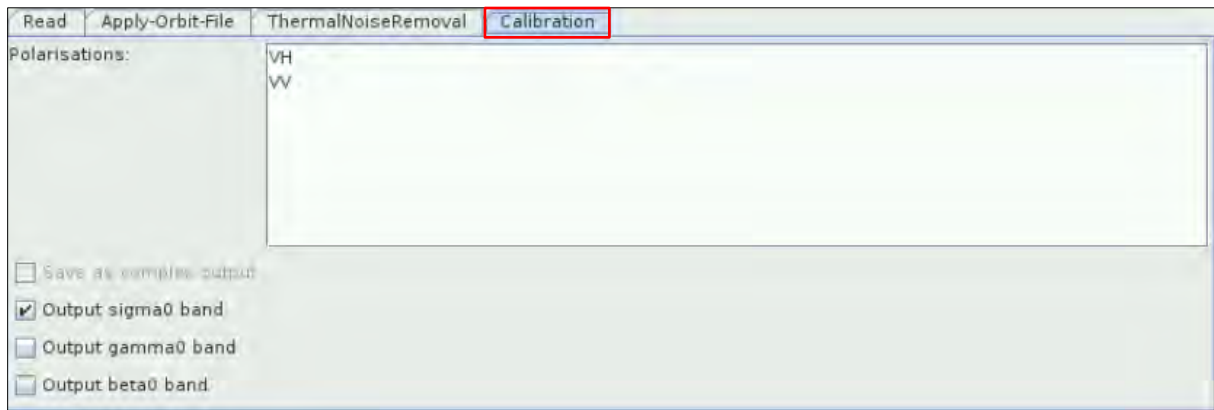 Read Apply-Orbit-File ThermalNoiseRemoval Calibration
Polarisations:
VH
VV
Save as complex output
Output sigma0 band
Output gamma0 band
Output beta0 band